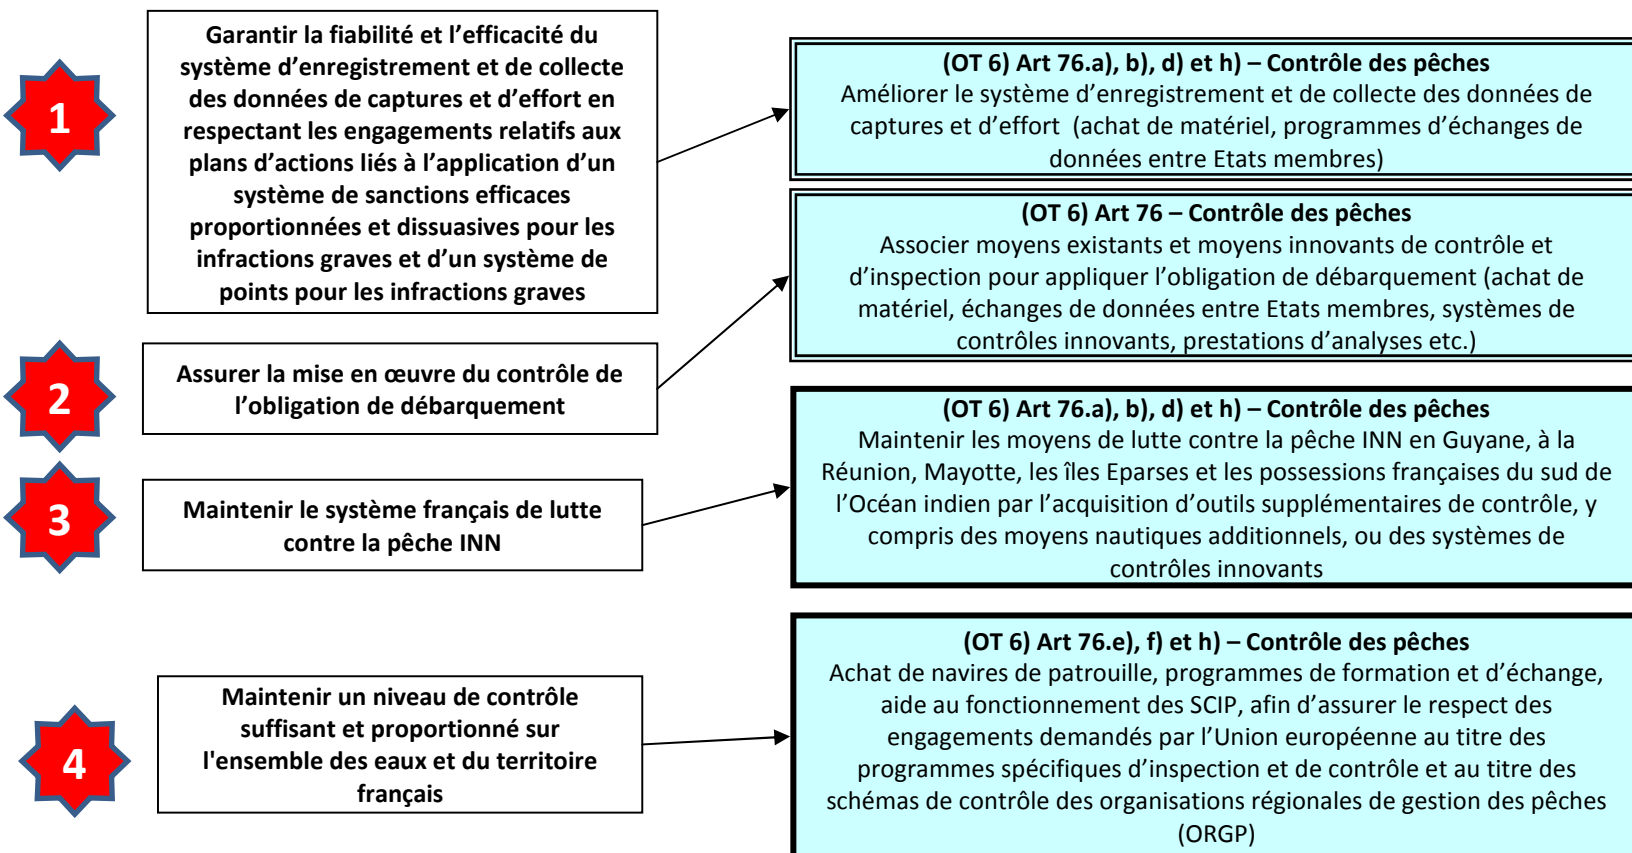 1
Garantir la fiabilité et l’efficacité du
système d’enregistrement et de collecte
des données de captures et d’effort en
respectant les engagements relatifs aux
plans d’actions liés à l’application d’un
système de sanctions efficaces
proportionnées et dissuasives pour les
infractions graves et d’un système de
points pour les infractions graves
(OT 6) Art 76.a), b), d) et h) – Contrôle des pêches
Améliorer le système d’enregistrement et de collecte des données de
captures et d’effort (achat de matériel, programmes d’échanges de
données entre Etats membres)
2
Assurer la mise en œuvre du contrôle de
l’obligation de débarquement
(OT 6) Art 76 – Contrôle des pêches
Associer moyens existants et moyens innovants de contrôle et
d’inspection pour appliquer l’obligation de débarquement (achat de
matériel, échanges de données entre Etats membres, systèmes de
contrôles innovants, prestations d’analyses etc.)
3
Maintenir le système français de lutte
contre la pêche INN
(OT 6) Art 76.a), b), d) et h) – Contrôle des pêches
Maintenir les moyens de lutte contre la pêche INN en Guyane, à la
Réunion, Mayotte, les îles Eparses et les possessions françaises du sud de
l’Océan indien par l’acquisition d’outils supplémentaires de contrôle, y
compris des moyens nautiques additionnels, ou des systèmes de
contrôles innovants
4
Maintenir un niveau de contrôle
suffisant et proportionné sur
l'ensemble des eaux et du territoire
français
(OT 6) Art 76.e), f) et h) – Contrôle des pêches
Achat de navires de patrouille, programmes de formation et d’échange,
aide au fonctionnement des SCIP, afin d’assurer le respect des
engagements demandés par l’Union européenne au titre des
programmes spécifiques d’inspection et de contrôle et au titre des
schémas de contrôle des organisations régionales de gestion des pêches
(ORGP)